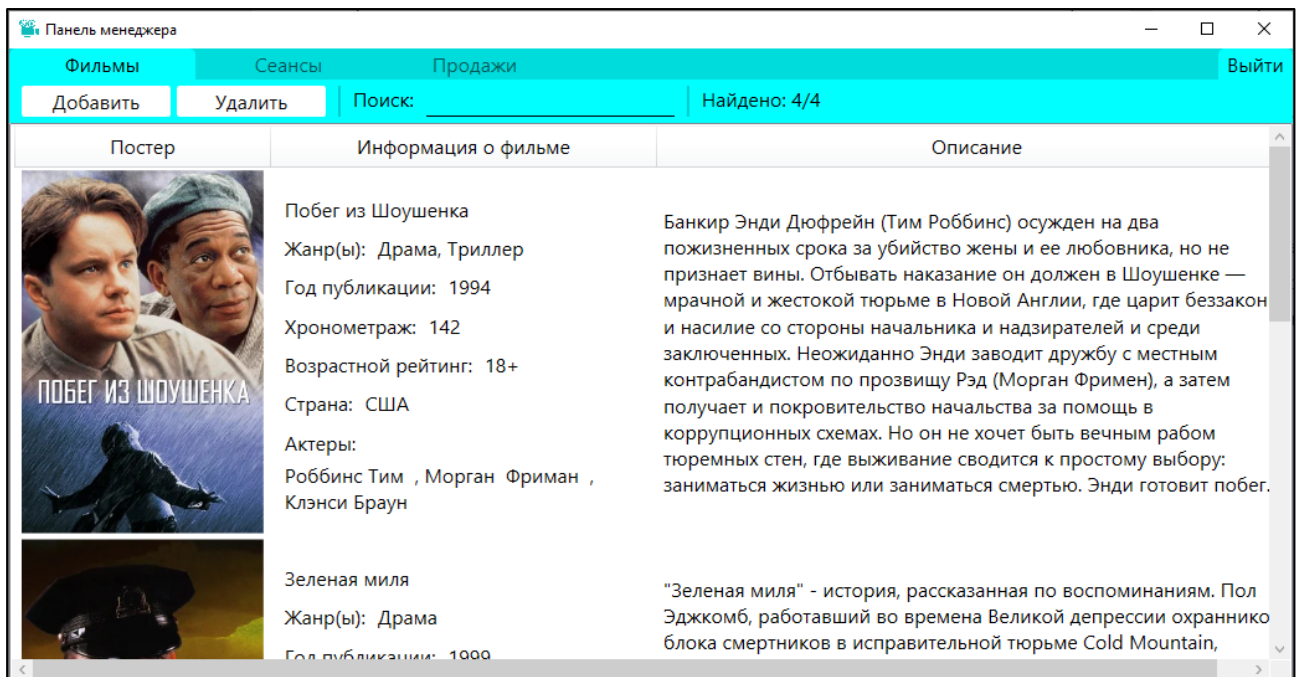 Панель менеджера
Фильмы Сеансы Продажи Выйти
Добавить Удалить Поиск: Найдено: 4/4
Постер Информация о фильме Описание
ПОБЕГ ИЗ ШОУШЕНКА
Побег из Шоушенка
Жанр(ы): Драма, Триллер
Год публикации: 1994
Хронометраж: 142
Возрастной рейтинг: 18+
Страна: США
Актеры:
Роббинс Тим , Морган Фриман ,
Клэнси Браун
Банкир Энди Дюфрейн (Тим Роббинс) осужден на два
пожизненных срока за убийство жены и ее любовника, но не
признает вины. Отбывать наказание он должен в Шоушенке —
мрачной и жестокой тюрьме в Новой Англии, где царит беззакон
и насилие со стороны начальника и надзирателей и среди
заключенных. Неожиданно Энди заводит дружбу с местным
контрабандистом по прозвищу Рэд (Морган Фримен), а затем
получает и покровительство начальства за помощь в
коррупционных схемах. Но он не хочет быть вечным рабом
тюремных стен, где выживание сводится к простому выбору:
заниматься жизнью или заниматься смертью. Энди готовит побег.
Зеленая миля
Жанр(ы): Драма
Год публикации: 1999
"Зеленая миля" - история, рассказанная по воспоминаниям. Пол
Эджкомб, работавший во времена Великой депрессии охраннико
блока смертников в исправительной тюрьме Cold Mountain,